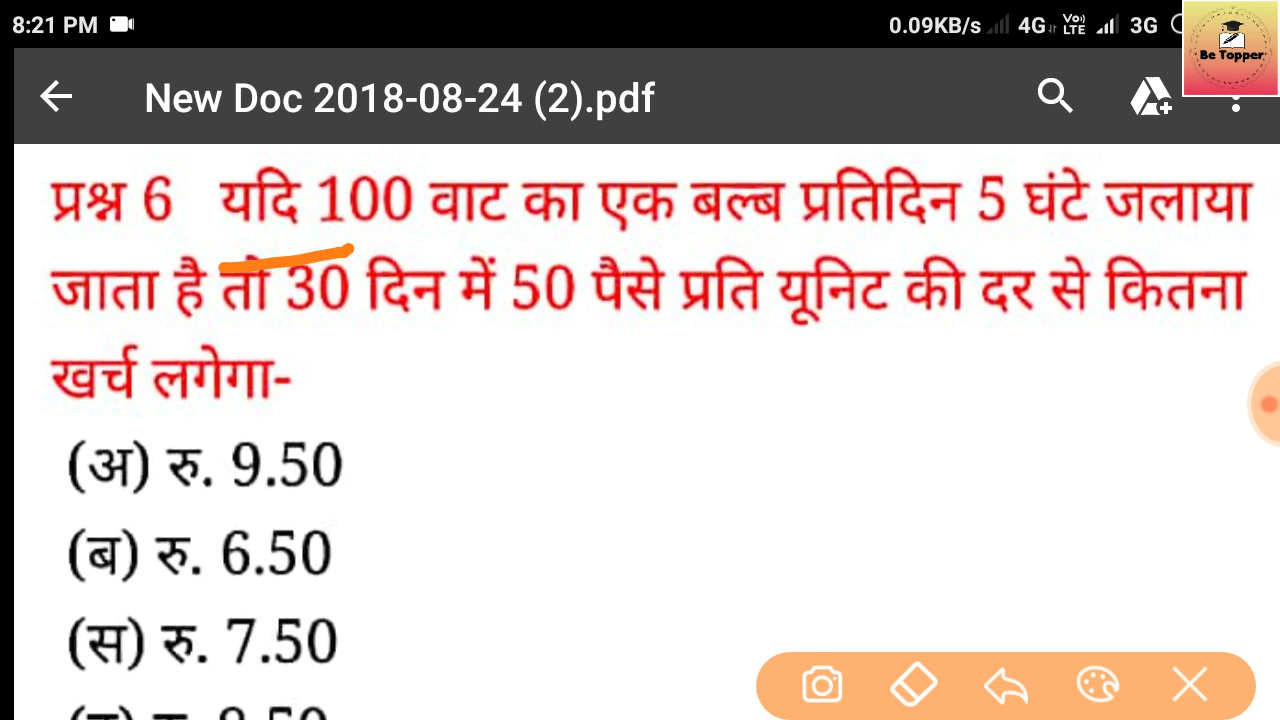 8:21 PM 0.09KB/s 4G Vo) LTE 3G
Be Topper
New Doc 2018-08-24 (2).pdf
प्रश्न 6 यदि 100 वाट का एक बल्ब प्रतिदिन 5 घंटे जलाया
जाता है तो 30 दिन में 50 पैसे प्रति यूनिट की दर से कितना
खर्च लगेगा-
(अ) रु. 9.50
(ब) रु. 6.50
(स) रु. 7.50